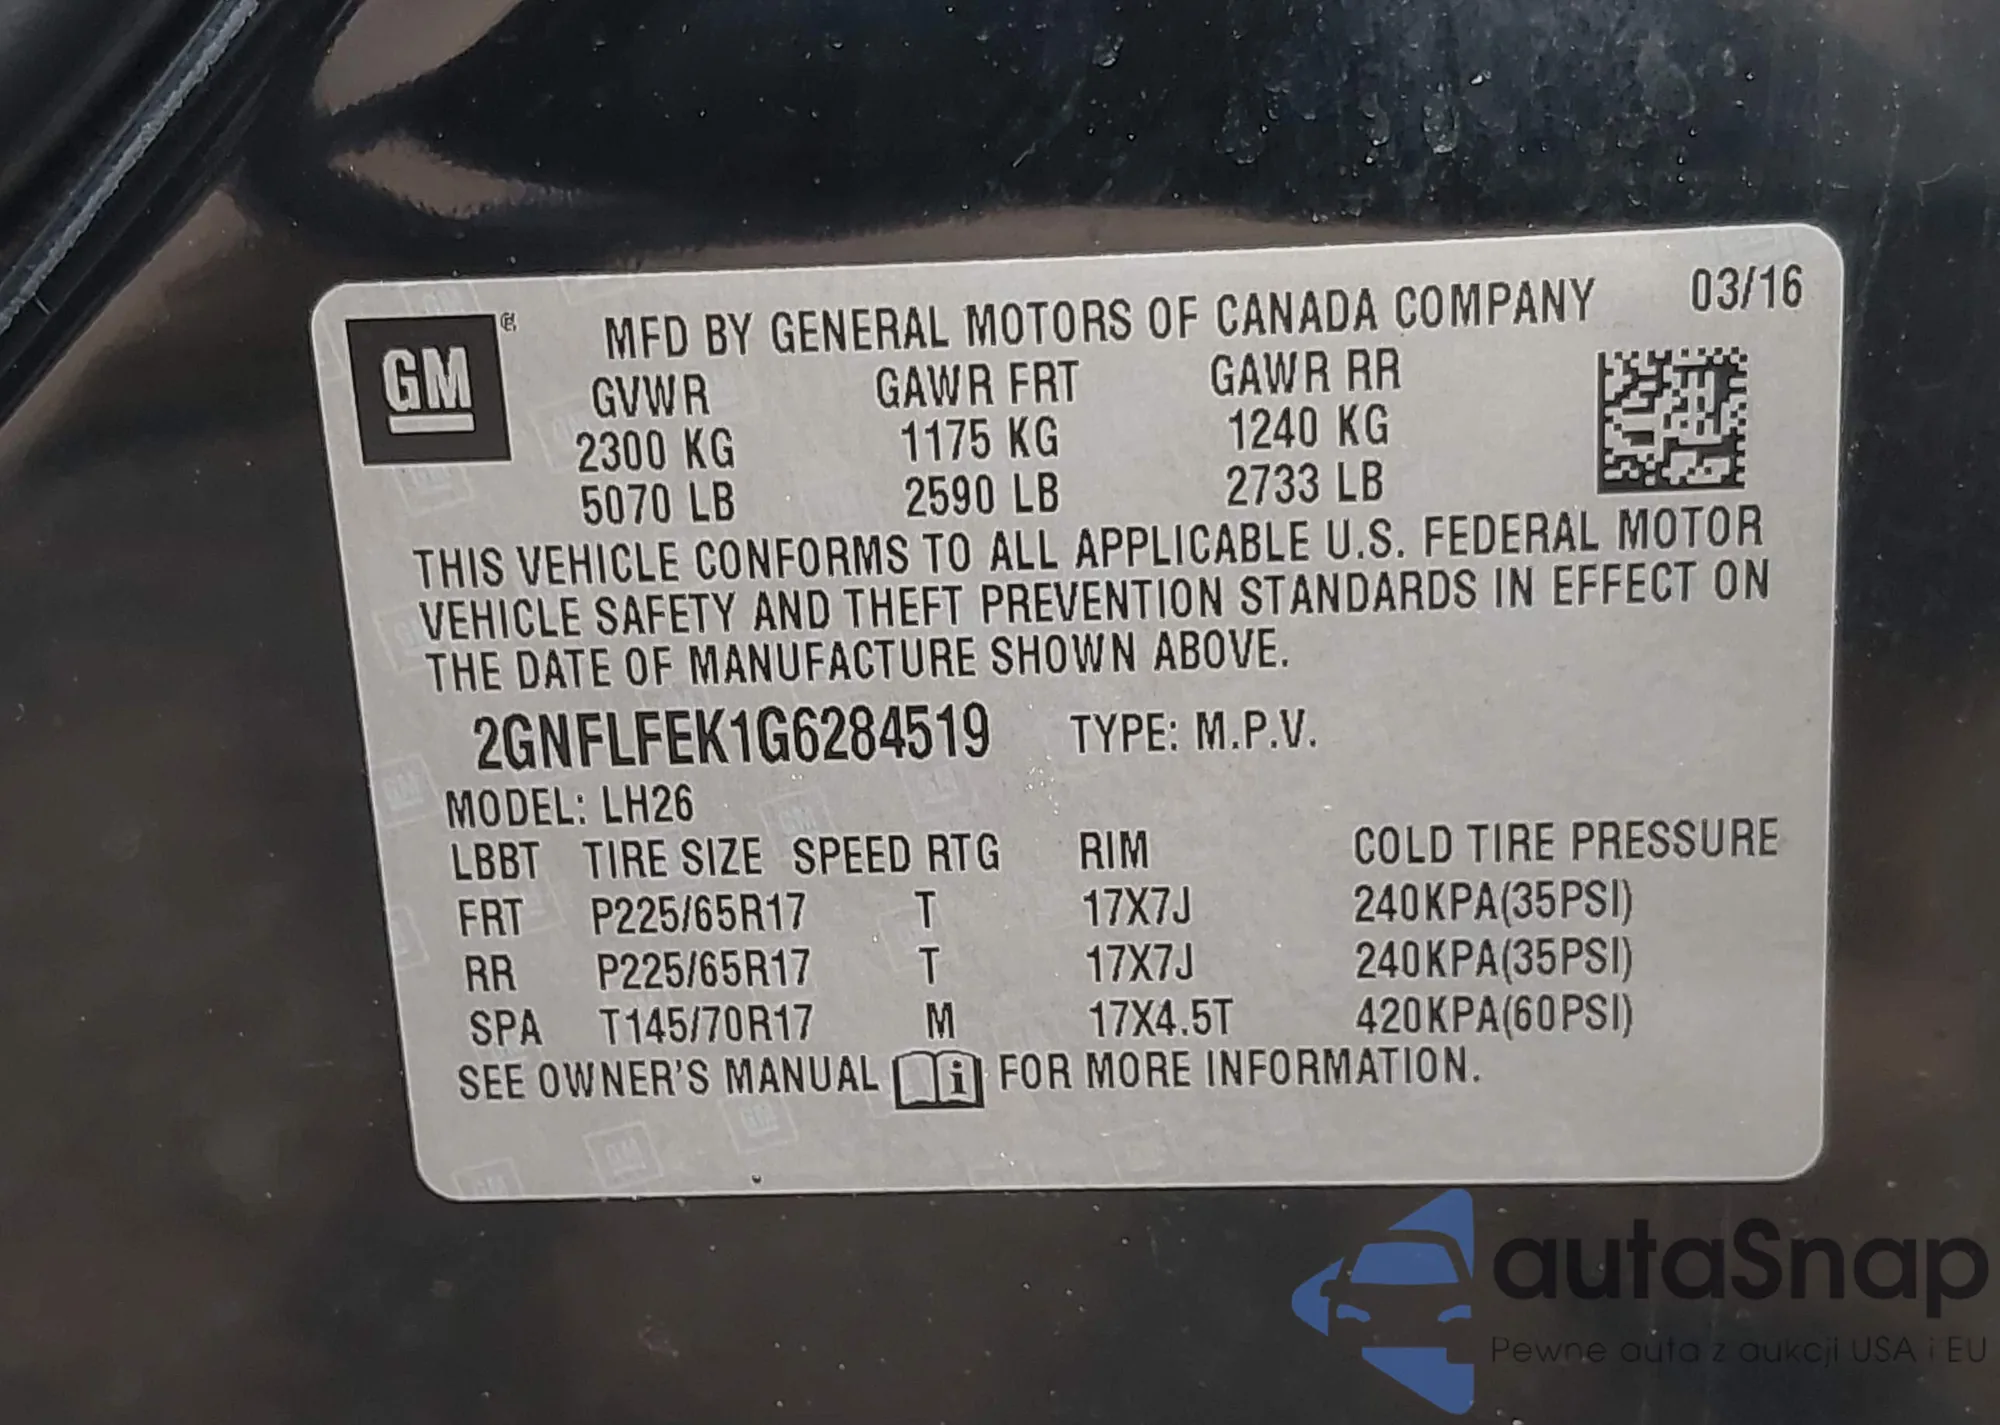 GM
MFD BY GENERAL MOTORS OF CANADA COMPANY 03/16
GVWR GAWR FRT GAWR RR
2300 KG 1175 KG 1240 KG
5070 LB 2590 LB 2733 LB
THIS VEHICLE CONFORMS TO ALL APPLICABLE U.S. FEDERAL MOTOR
VEHICLE SAFETY AND THEFT PREVENTION STANDARDS IN EFFECT ON
THE DATE OF MANUFACTURE SHOWN ABOVE.
2GNFLFEK1G6284519 TYPE: M.P.V.
MODEL: LH26
LBBT TIRE SIZE SPEED RTG RIM COLD TIRE PRESSURE
FRT P225/65R17 T 17X7J 240KPA(35PSI)
RR P225/65R17 T 17X7J 240KPA(35PSI)
SPA T145/70R17 M 17X4.5T 420KPA(60PSI)
SEE OWNER'S MANUAL i FOR MORE INFORMATION.
autaSnap
Pewne auta z aukcji USA i EU